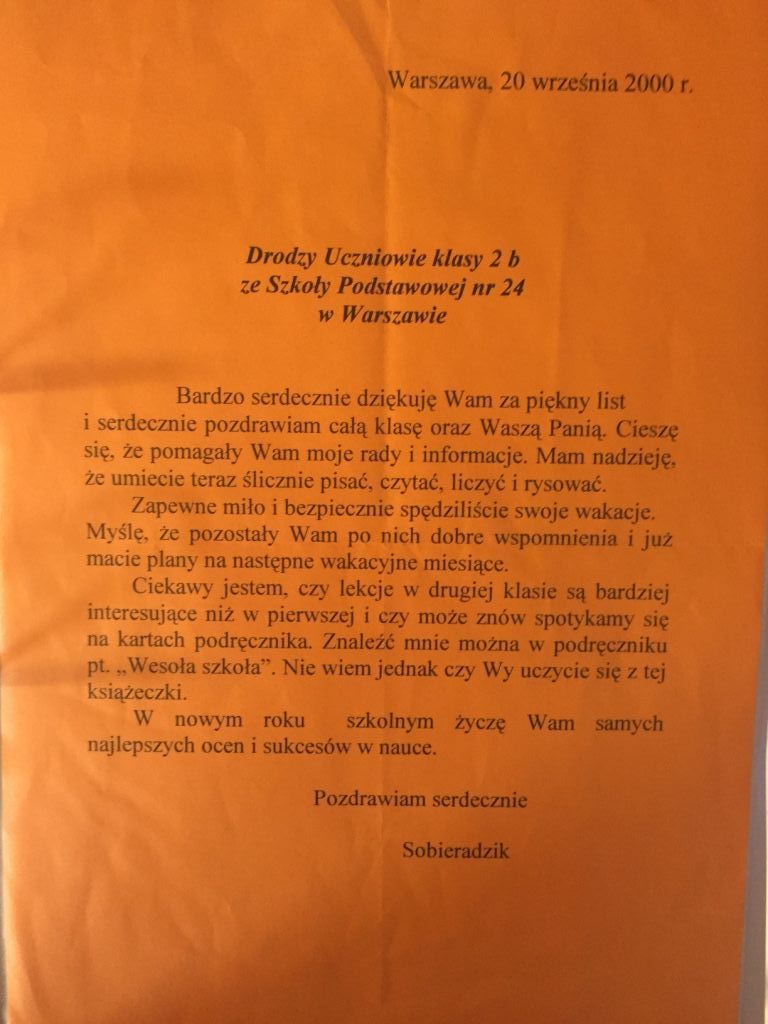 Warszawa, 20 września 2000 r.
Drodzy Uczniowie klasy 2 b
ze Szkoły Podstawowej nr 24
w Warszawie
Bardzo serdecznie dziękuję Wam za piękny list
i serdecznie pozdrawiam całą klasę oraz Waszą Panią. Cieszę
się, że pomagały Wam moje rady i informacje. Mam nadzieję,
że umiecie teraz ślicznie pisać, czytać, liczyć i rysować.
Zapewne miło i bezpiecznie spędziliście swoje wakacje.
Myślę, że pozostały Wam po nich dobre wspomnienia i już
macie plany na następne wakacyjne miesiące.
Ciekawy jestem, czy lekcje w drugiej klasie są bardziej
interesujące niż w pierwszej i czy może znów spotykamy się
na kartach podręcznika. Znaleźć mnie można w podręczniku
pt. „Wesoła szkoła”. Nie wiem jednak czy Wy uczycie się z tej
książeczki.
W nowym roku szkolnym życzę Wam samych
najlepszych ocen i sukcesów w nauce.
Pozdrawiam serdecznie
Sobieradzik